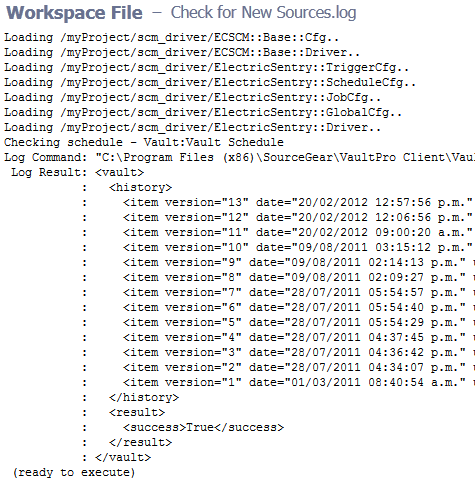 Workspace File – Check for New Sources.log
Loading /myProject/scm_driver/ECSCM::Base::Cfg..
Loading /myProject/scm_driver/ECSCM::Base::Driver..
Loading /myProject/scm_driver/ElectricSentry::TriggerCfg..
Loading /myProject/scm_driver/ElectricSentry::ScheduleCfg..
Loading /myProject/scm_driver/ElectricSentry::JobCfg..
Loading /myProject/scm_driver/ElectricSentry::GlobalCfg..
Loading /myProject/scm_driver/ElectricSentry::Driver..
Checking schedule - Vault:Vault Schedule
Log Command: "C:\Program Files (x86)\SourceGear\VaultPro Client\Vau
Log Result: <vault>
: <history>
: <item version="13" date="20/02/2012 12:57:56 p.m."
: <item version="12" date="20/02/2012 12:06:56 p.m."
: <item version="11" date="20/02/2012 09:00:20 a.m."
: <item version="10" date="09/08/2011 03:15:12 p.m."
: <item version="9" date="09/08/2011 02:14:13 p.m." u
: <item version="8" date="09/08/2011 02:09:27 p.m." u
: <item version="7" date="28/07/2011 05:54:57 p.m." u
: <item version="6" date="28/07/2011 05:54:40 p.m." u
: <item version="5" date="28/07/2011 05:54:29 p.m." u
: <item version="4" date="28/07/2011 04:37:45 p.m." u
: <item version="3" date="28/07/2011 04:36:42 p.m." u
: <item version="2" date="28/07/2011 04:34:07 p.m." u
: <item version="1" date="01/03/2011 08:40:54 a.m." u
: </history>
: <result>
: <success>True</success>
: </result>
: </vault>
(ready to execute)